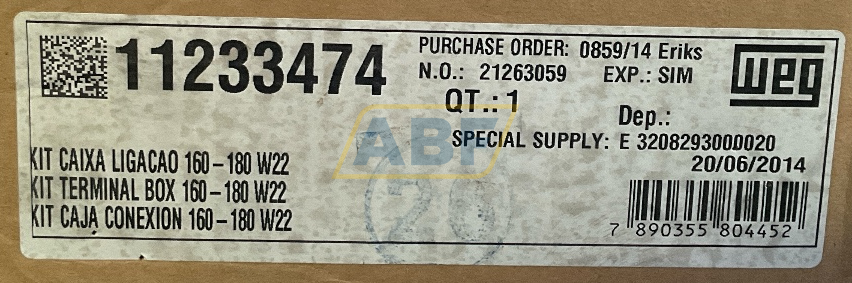 11233474
PURCHASE ORDER: 0859/14 Eriks
N.O.: 21263059 EXP.: SIM
QT.: 1
Dep.:
SPECIAL SUPPLY: E 3208293000020
20/06/2014
weg
ABF
20
KIT CAIXA LIGACAO 160-180 W22
KIT TERMINAL BOX 160-180 W22
KIT CAJA CONEXION 160-180 W22
7 890355 804452